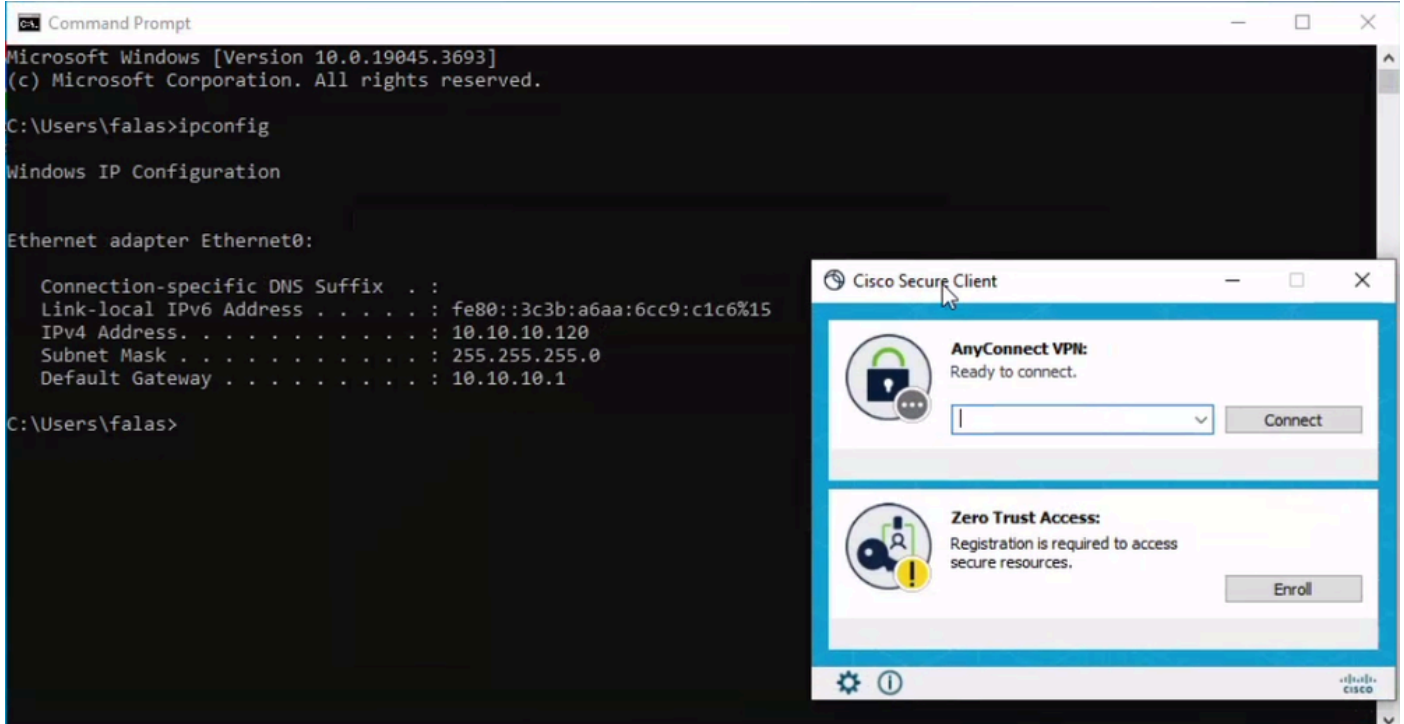 Command Prompt
Microsoft Windows [Version 10.0.19045.3693]
(c) Microsoft Corporation. All rights reserved.
C:\Users\falas>ipconfig
Windows IP Configuration
Ethernet adapter Ethernet0:
Connection-specific DNS Suffix . :
Link-local IPv6 Address . . . . . : fe80::3c3b:a6aa:6cc9:c1c6%15
IPv4 Address. . . . . . . . . . . : 10.10.10.120
Subnet Mask . . . . . . . . . . . : 255.255.255.0
Default Gateway . . . . . . . . . : 10.10.10.1
C:\Users\falas>
Cisco Secure Client
AnyConnect VPN:
Ready to connect.
Connect
Zero Trust Access:
Registration is required to access
secure resources.
Enroll
CISCO